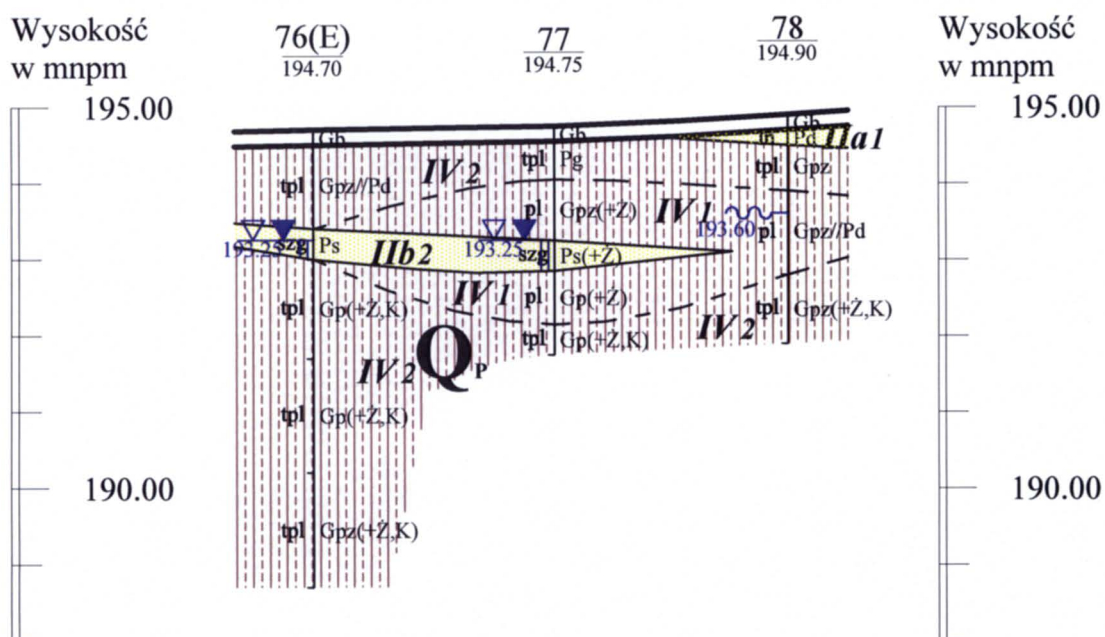 Wysokość
w mnpm
76(E)
194.70
77
194.75
78
194.90
Wysokość
w mnpm
195.00
195.00
Gb
Gb
Gb
Pd
IIa1
tpl
Gpz//Pd
IV2
tpl
Pg
tpl
Gpz
pl
Gpz(+Ż)
IV1
193.60
pl
Gpz//Pd
193.25
szg
Ps
IIb2
193.25
szg
Ps(+Ż)
tpl
Gp(+Ż,K)
IV1
pl
Gp(+Ż)
tpl
Gpz(+Ż,K)
IV2
tpl
Gp(+Ż,K)
IV2
QP
tpl
Gp(+Ż,K)
190.00
190.00
tpl
Gpz(+Ż,K)